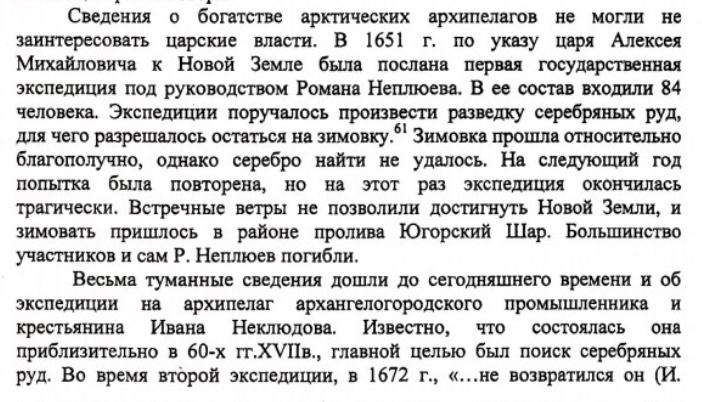 Сведения о богатстве арктических архипелагов не могли не
заинтересовать царские власти. В 1651 г. по указу царя Алексея
Михайловича к Новой Земле была послана первая государственная
экспедиция под руководством Романа Неплюева. В ее состав входили 84
человека. Экспедиции поручалось произвести разведку серебряных руд,
для чего разрешалось остаться на зимовку.61 Зимовка прошла относительно
благополучно, однако серебро найти не удалось. На следующий год
попытка была повторена, но на этот раз экспедиция окончилась
трагически. Встречные ветры не позволили достигнуть Новой Земли, и
зимовать пришлось в районе пролива Югорский Шар. Большинство
участников и сам Р. Неплюев погибли.
Весьма туманные сведения дошли до сегодняшнего времени и об
экспедиции на архипелаг архангелогородского промышленника и
крестьянина Ивана Неклюдова. Известно, что состоялась она
приблизительно в 60-х гг.XVIIв., главной целью был поиск серебряных
руд. Во время второй экспедиции, в 1672 г., «...не возвратился он (И.